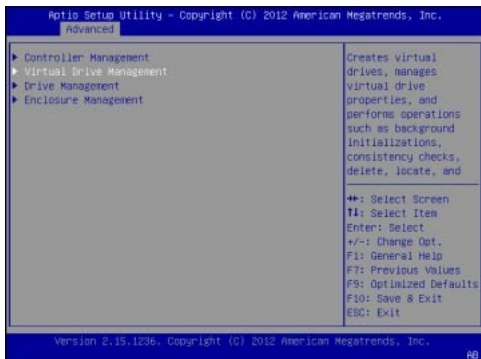 Aptio Setup Utility – Copyright (C) 2012 American Megatrends, Inc.
Advanced
▶ Controller Management
▶ Virtual Drive Management
▶ Drive Management
▶ Enclosure Management
Creates virtual
drives, manages
virtual drive
properties, and
performs operations
such as background
initializations,
consistency checks,
delete, locate, and
→←: Select Screen
↑↓: Select Item
Enter: Select
+/-: Change Opt.
F1: General Help
F7: Previous Values
F9: Optimized Defaults
F10: Save & Exit
ESC: Exit
Version 2.15.1236. Copyright (C) 2012 American Megatrends, Inc.
AB